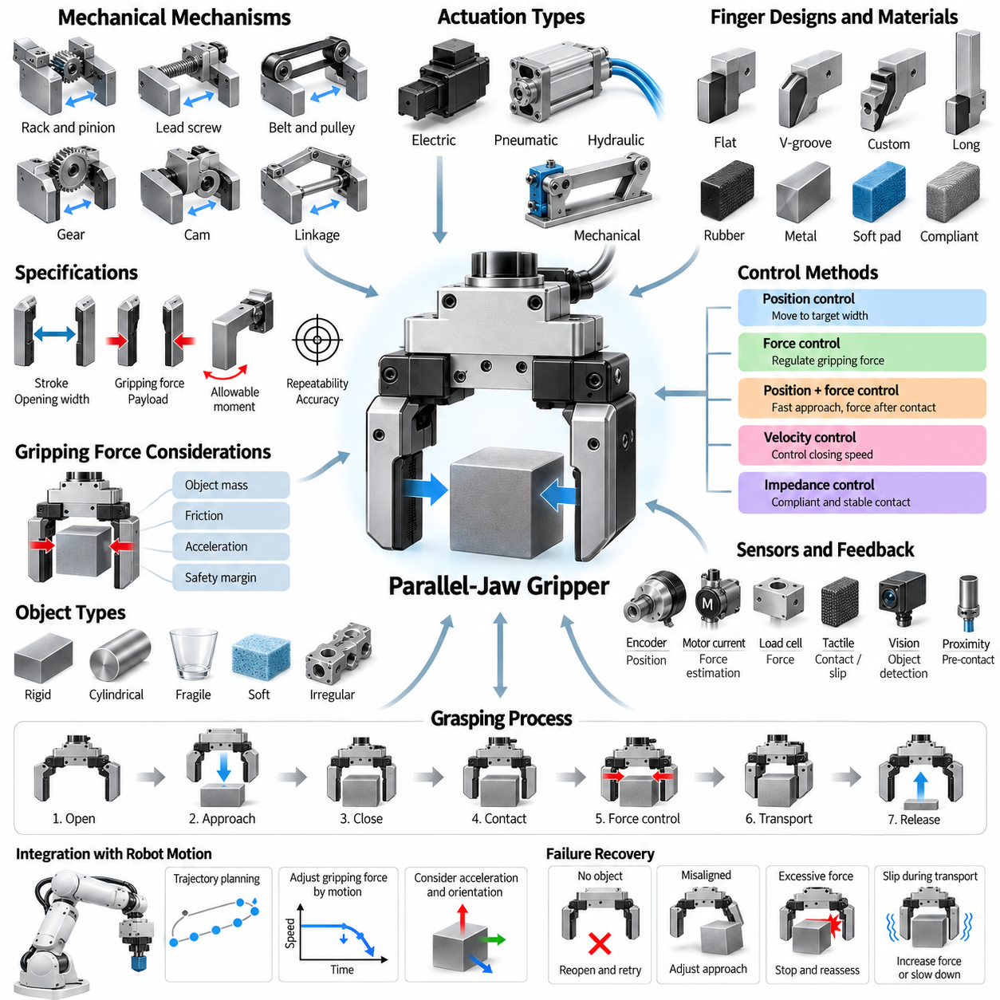 Mechanical Mechanisms
Rack and pinion
Lead screw
Belt and pulley
Gear
Cam
Linkage
Actuation Types
Electric
Pneumatic
Hydraulic
Mechanical
Finger Designs and Materials
Flat
V-groove
Custom
Long
Rubber
Metal
Soft pad
Compliant
Specifications
Stroke
Opening width
Gripping force
Payload
Allowable
moment
Repeatability
Accuracy
Control Methods
Position control
Move to target width
Force control
Regulate gripping force
Position + force control
Fast approach, force after contact
Velocity control
Control closing speed
Impedance control
Compliant and stable contact
Gripping Force Considerations
Object mass
Friction
Acceleration
Safety margin
Parallel-Jaw Gripper
Sensors and Feedback
M
Encoder
Position
Motor current
Force
estimation
Load cell
Force
Tactile
Contact /
slip
Vision
Object
detection
Proximity
Pre-contact
Object Types
Rigid
Cylindrical
Fragile
Soft
Irregular
Grasping Process
1. Open
2. Approach
3. Close
4. Contact
5. Force control
6. Transport
7. Release
Integration with Robot Motion
Trajectory planning
Adjust gripping force
by motion
Speed
Time
Consider acceleration
and orientation
Failure Recovery
No object
Reopen and retry
Misaligned
Adjust approach
Excessive force
Stop and reassess
Slip during transport
Increase force
or slow down